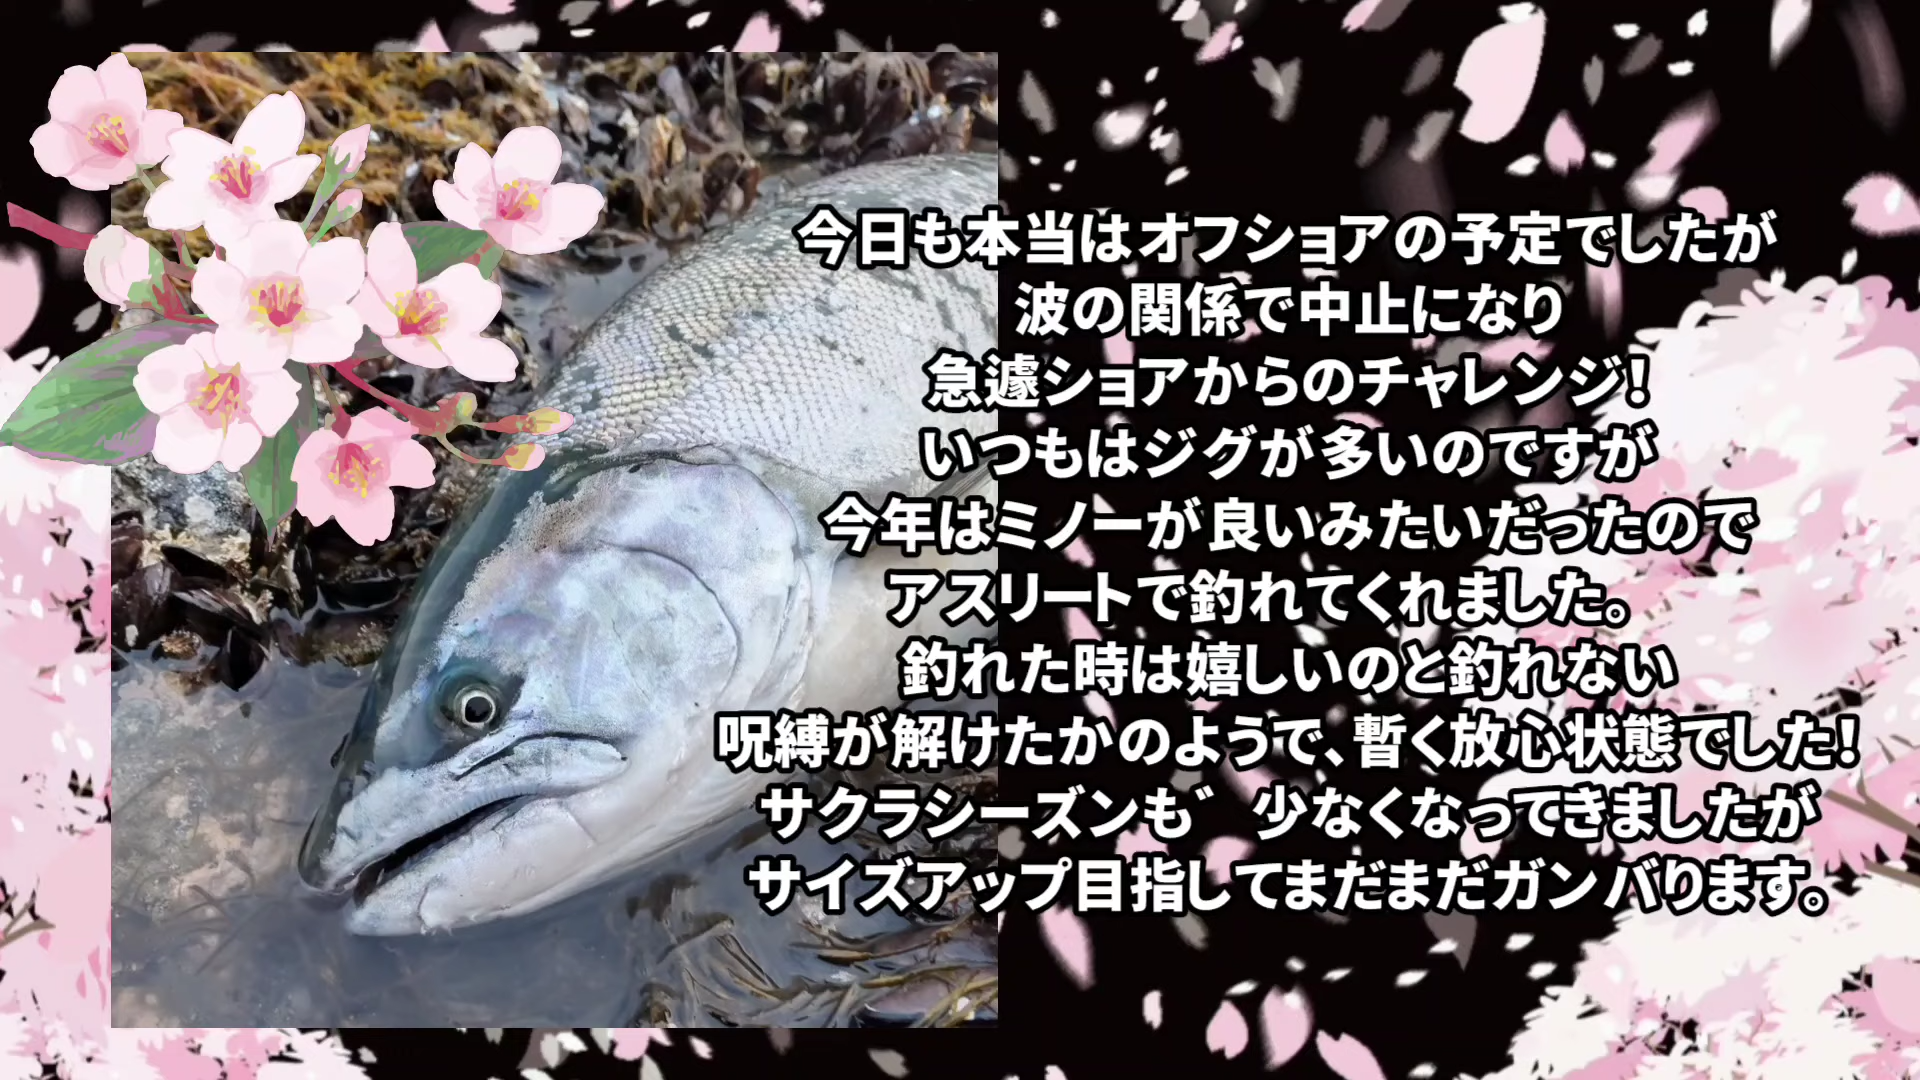 今日も本当はオフショアの予定でしたが
波の関係で中止になり
急遽ショアからのチャレンジ！
いつもはジグが多いのですが
今年はミノーが良いみたいだったので
アスリートで釣れてくれました。
釣れた時は嬉しいのと釣れない
呪縛が解けたかのようで、暫く放心状態でした！
サクラシーズンも゛少なくなってきましたが
サイズアップ目指してまだまだガンバります。